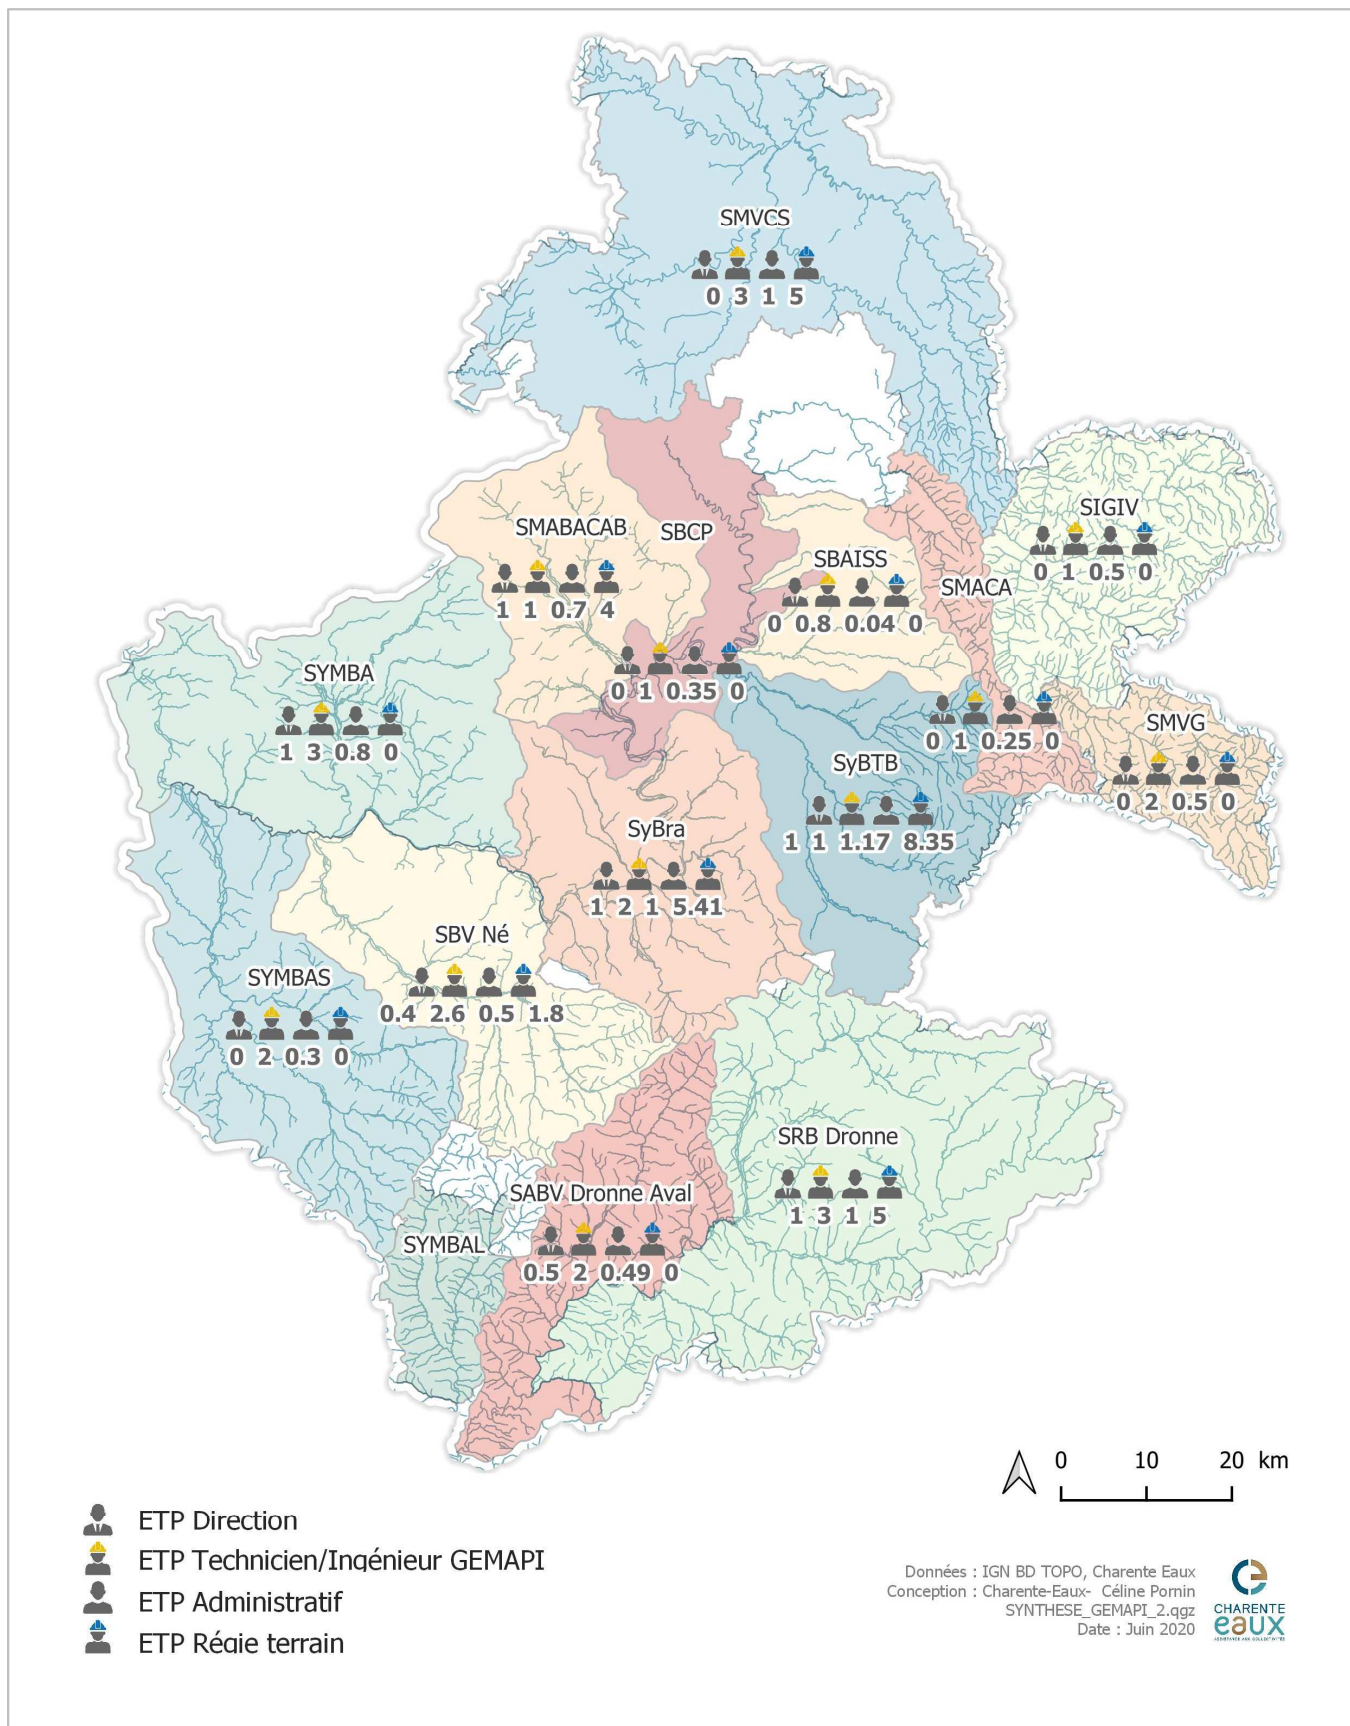 SMVCS
0 3 1 5
SIGIV
0 1 0.5 0
SMABACAB
1 1 0.7 4
SBCP
0 1 0.35 0
SBAISS
0 0.8 0.04 0
SMACA
0 1 0.25 0
SYMBA
1 3 0.8 0
SMVG
0 2 0.5 0
SyBTB
1 1 1.17 8.35
SyBra
1 2 1 5.41
SBV Né
0.4 2.6 0.5 1.8
SYMBAS
0 2 0.3 0
SRB Dronne
1 3 1 5
SABV Dronne Aval
0.5 2 0.49 0
SYMBAL
0 10 20 km
ETP Direction
ETP Technicien/Ingénieur GEMAPI
ETP Administratif
ETP Régie terrain
Données : IGN BD TOPO, Charente Eaux
Conception : Charente-Eaux- Céline Pornin
SYNTHESE_GEMAPI_2.qgz
Date : Juin 2020
CHARENTE
eaux
ASSISTANCE AUX COLLECTIVITÉS